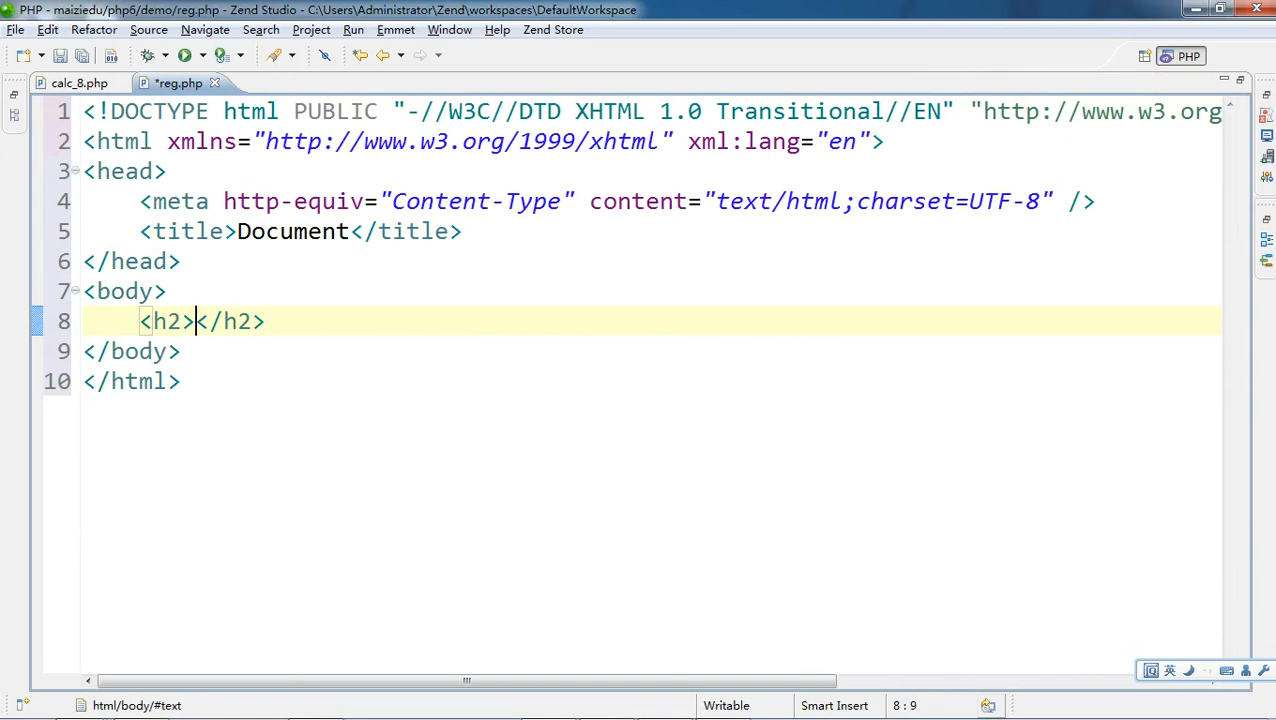 PHP - maiziedu/php6/demo/reg.php - Zend Studio - C:\Users\Administrator\Zend\workspaces\DefaultWorkspace
File Edit Refactor Source Navigate Search Project Run Emmet Window Help Zend Store
PHP
calc_8.php *reg.php
1 <!DOCTYPE html PUBLIC "-//W3C//DTD XHTML 1.0 Transitional//EN" "http://www.w3.org
2 <html xmlns="http://www.w3.org/1999/xhtml" xml:lang="en">
3 <head>
4 <meta http-equiv="Content-Type" content="text/html;charset=UTF-8" />
5 <title>Document</title>
6 </head>
7 <body>
8 <h2></h2>
9 </body>
10 </html>
英
html/body/#text Writable Smart Insert 8 : 9